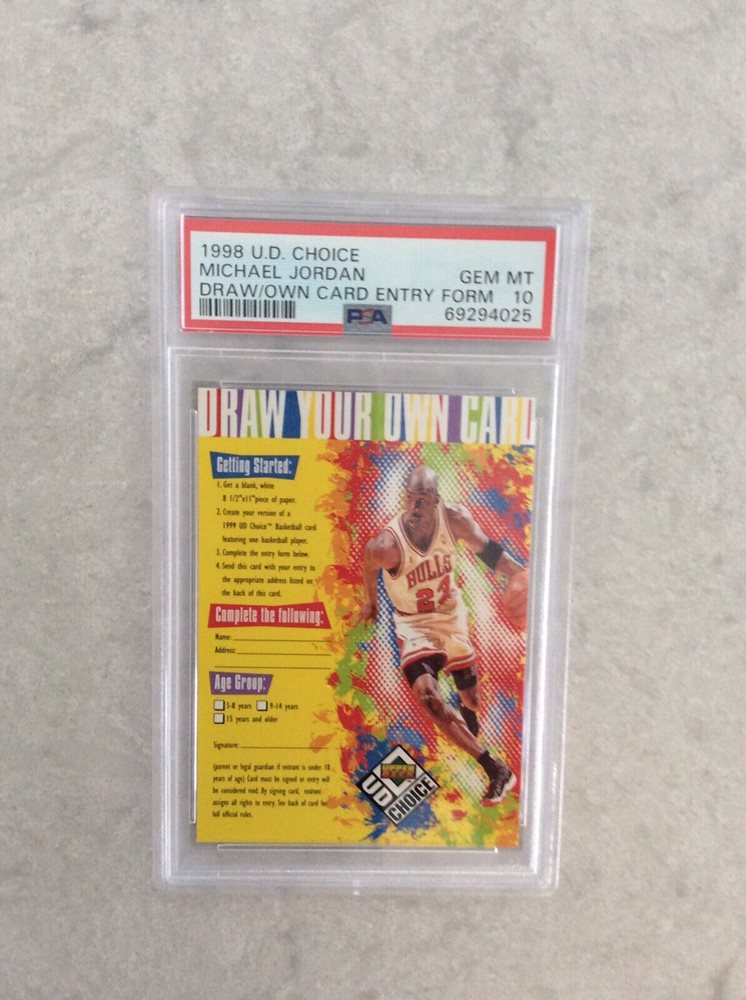 1998 U.D. CHOICE
MICHAEL JORDAN GEM MT
DRAW/OWN CARD ENTRY FORM 10
PSA 69294025
DRAW YOUR OWN CARD
Getting Started:
1. Get a blank, white
8 1/2"x11" piece of paper.
2. Create your version of a
1999 UD Choice™ Basketball card
featuring one basketball player.
3. Complete the entry form below.
4. Send this card with your entry to
the appropriate address listed on
the back of this card.
Complete the following:
Name:
Address:
Age Group:
5-8 years 9-14 years
15 years and older
Signature:
(parent or legal guardian if entrant is under 18
years of age) Card must be signed or entry will
be considered void. By signing card, entrant
assigns all rights to entry. See back of card for
full official rules.
BULLS
23
UPPER DECK
UD CHOICE